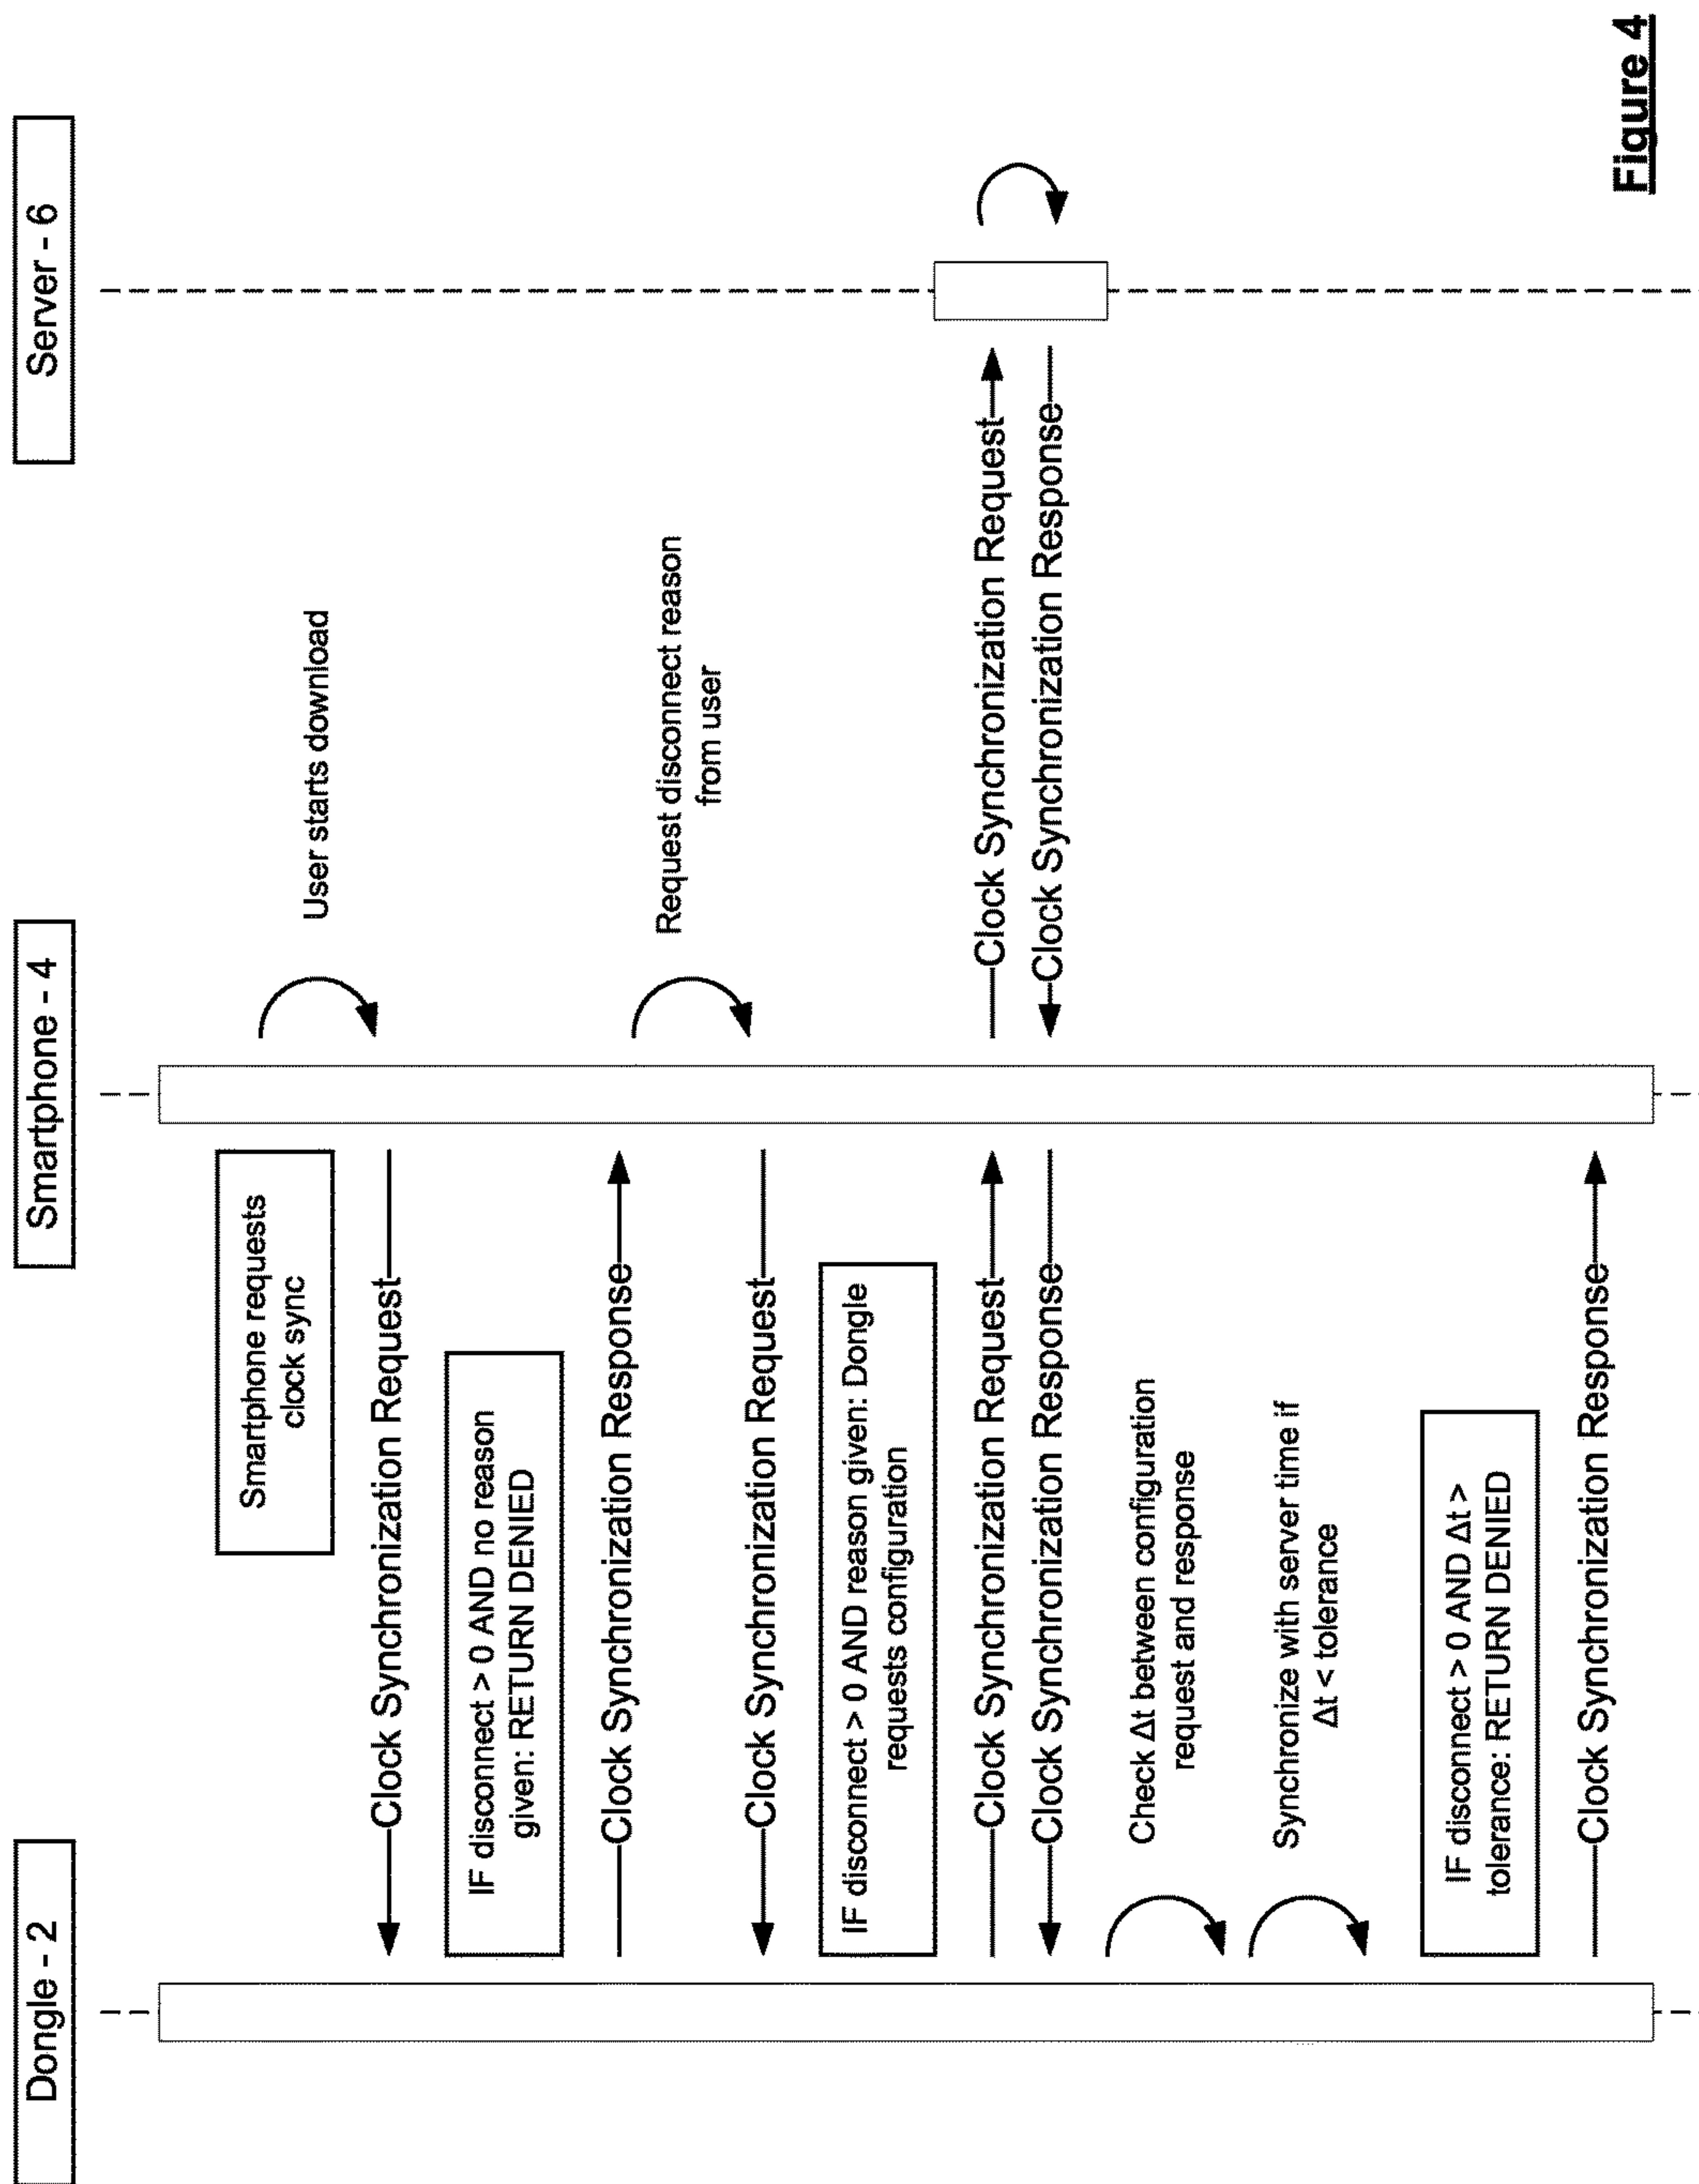 Dongle - 2
Smartphone - 4
Server - 6
Smartphone requests
clock sync
User starts download
Clock Synchronization Request
IF disconnect > 0 AND no reason
given: RETURN DENIED
Clock Synchronization Response
Request disconnect reason
from user
Clock Synchronization Request
IF disconnect > 0 AND reason given: Dongle
requests configuration
Clock Synchronization Request
Clock Synchronization Request
Clock Synchronization Response
Clock Synchronization Response
Check Δt between configuration
request and response
Synchronize with server time if
Δt < tolerance
IF disconnect > 0 AND Δt >
tolerance: RETURN DENIED
Clock Synchronization Response
Figure 4